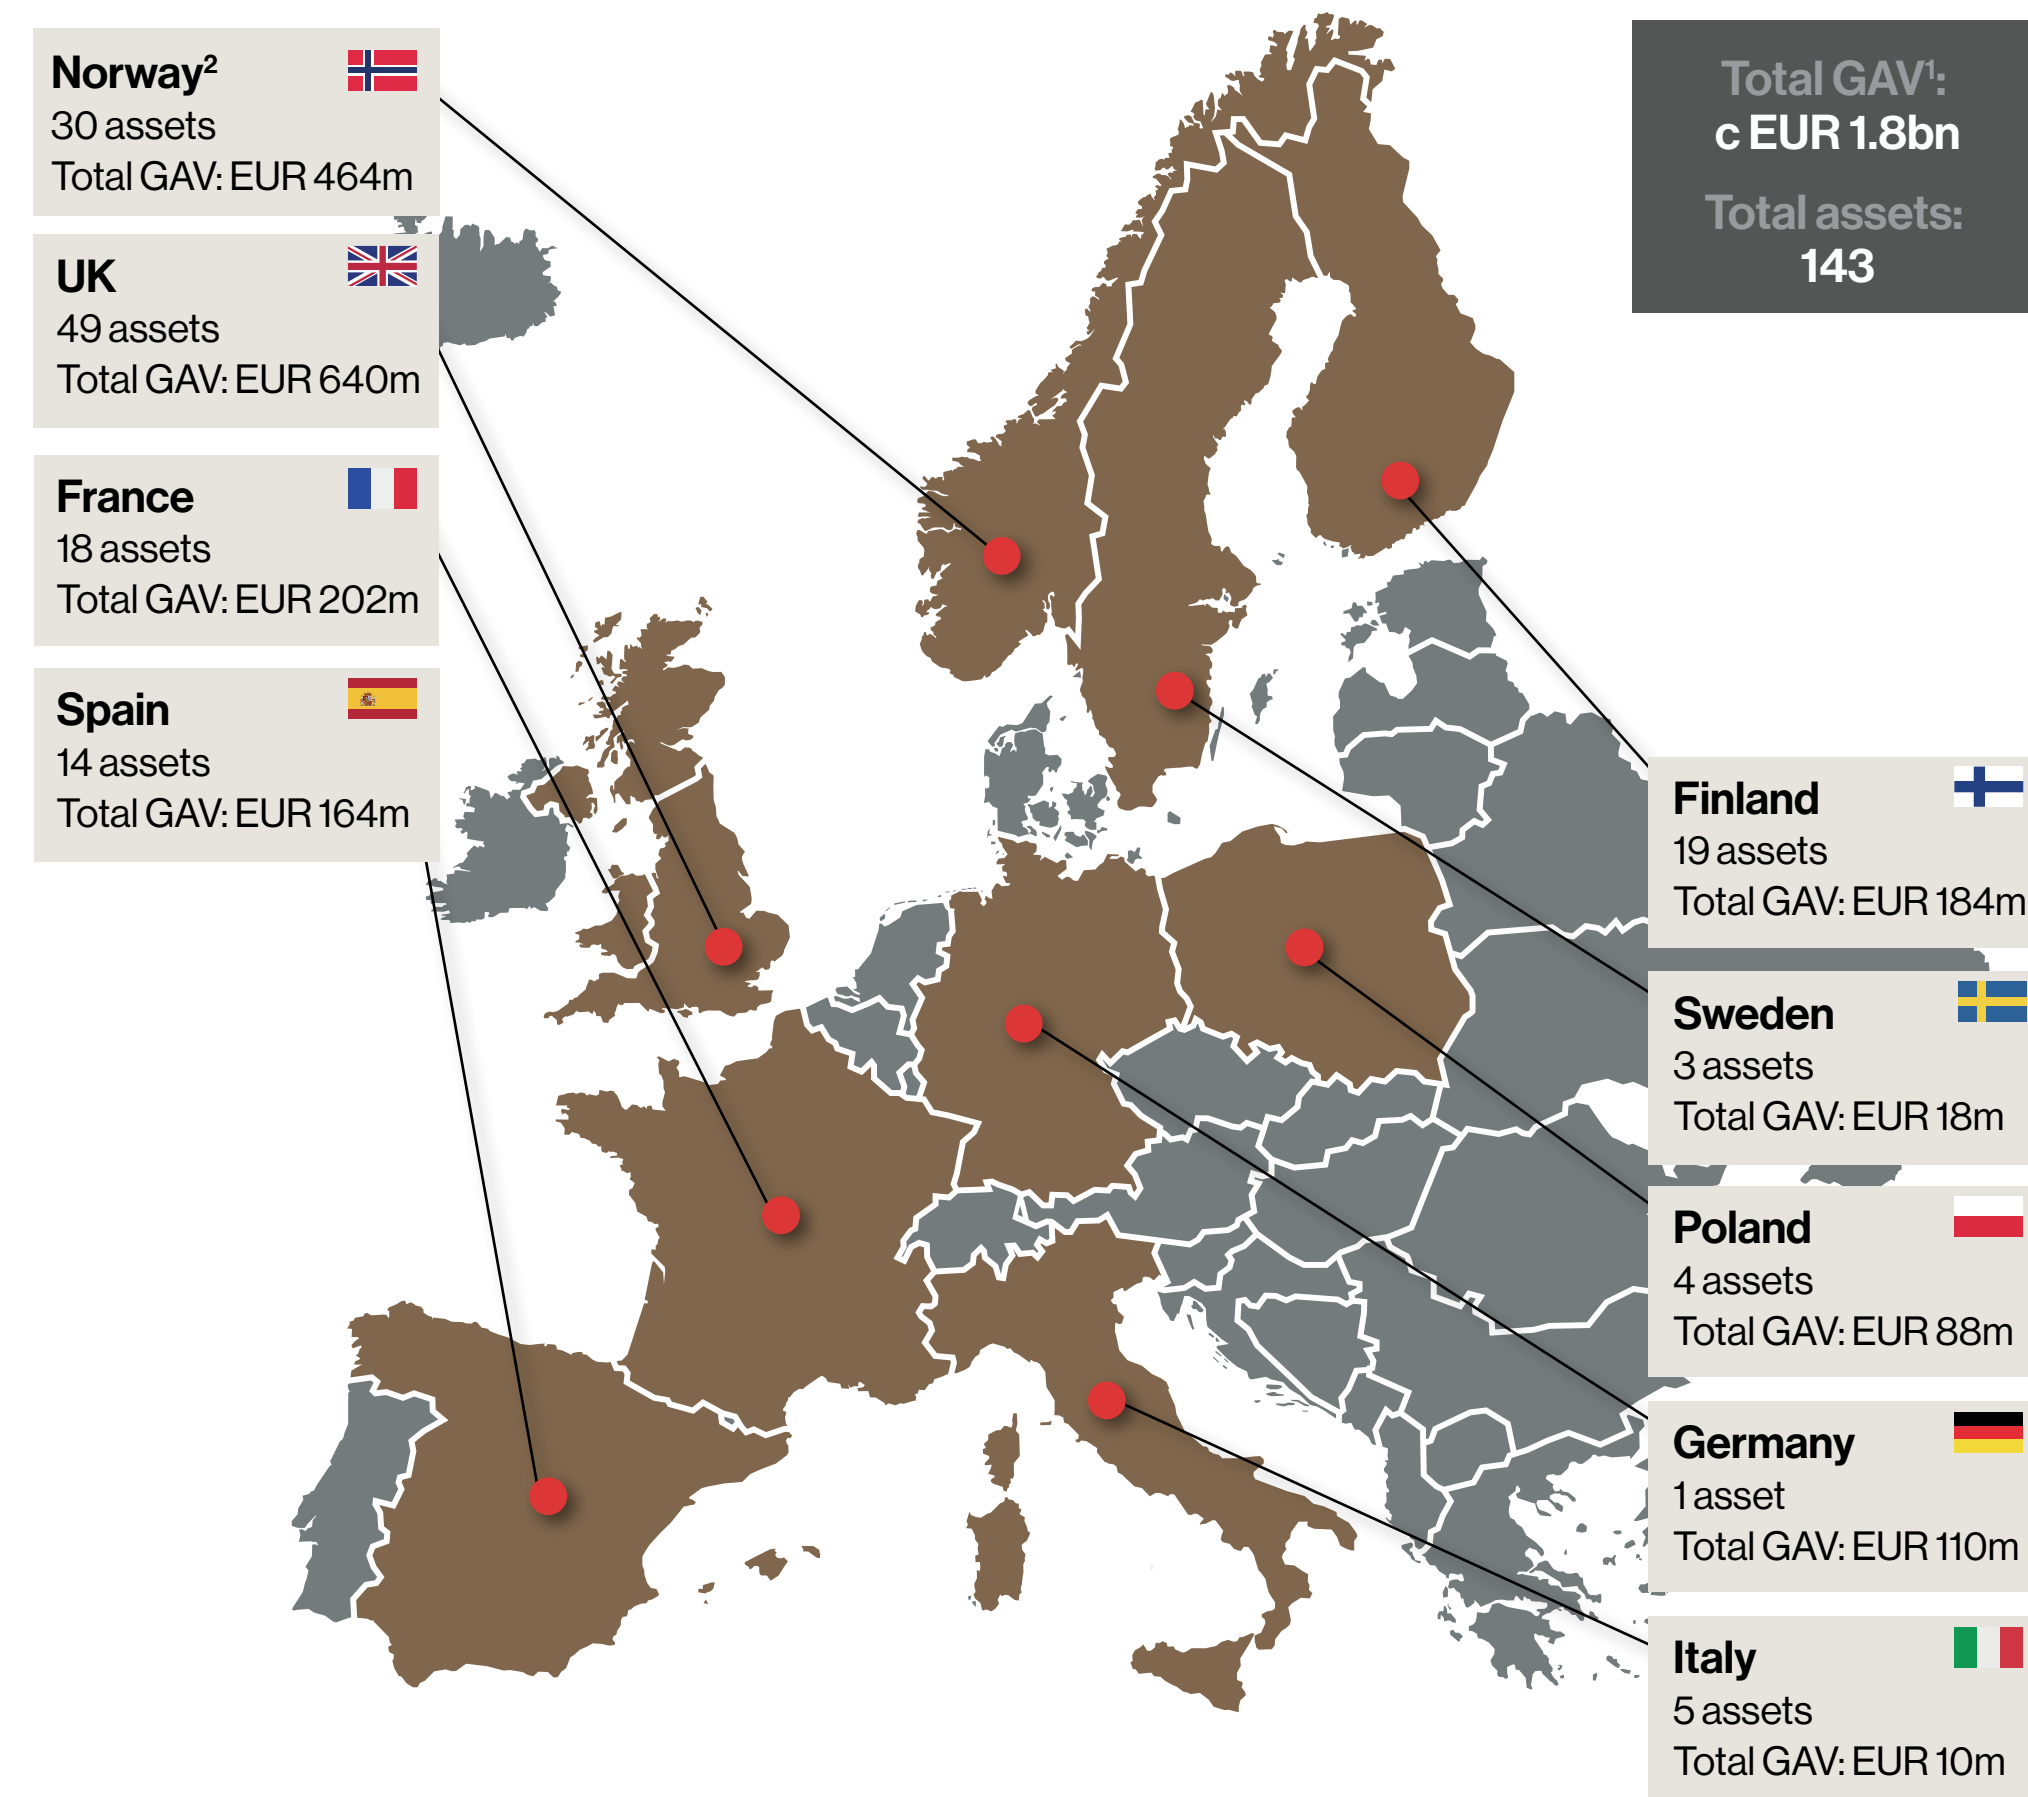 Norway²
30 assets
Total GAV: EUR 464m
UK
49 assets
Total GAV: EUR 640m
France
18 assets
Total GAV: EUR 202m
Spain
14 assets
Total GAV: EUR 164m
Total GAV¹:
c EUR 1.8bn
Total assets:
143
Finland
19 assets
Total GAV: EUR 184m
Sweden
3 assets
Total GAV: EUR 18m
Poland
4 assets
Total GAV: EUR 88m
Germany
1 asset
Total GAV: EUR 110m
Italy
5 assets
Total GAV: EUR 10m